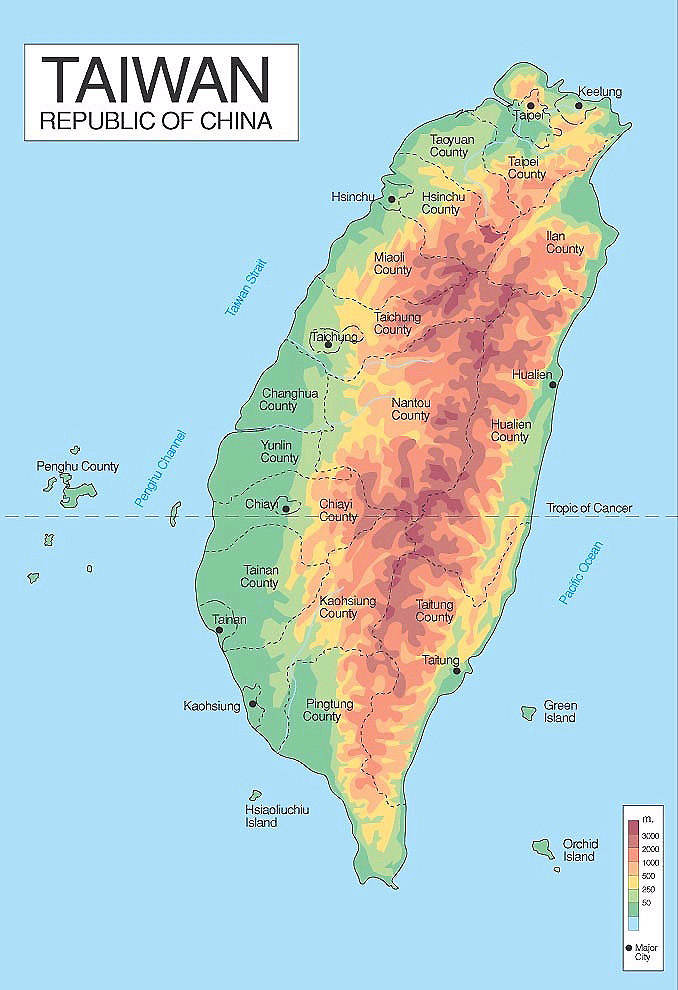 TAIWAN
REPUBLIC OF CHINA
Keelung
Taipei
Taoyuan
County
Taipei
County
Hsinchu
Hsinchu
County
Ilan
County
Miaoli
County
Taiwan Strait
Taichung
County
Taichung
Hualien
Changhua
County
Nantou
County
Hualien
County
Yunlin
County
Penghu County
Penghu Channel
Chiayi
Chiayi
County
Tropic of Cancer
Pacific Ocean
Tainan
County
Kaohsiung
County
Taitung
County
Tainan
Taitung
Kaohsiung
Pingtung
County
Green
Island
Hsiaoliuchiu
Island
Orchid
Island
m.
3000
2000
1000
500
250
50
Major
City